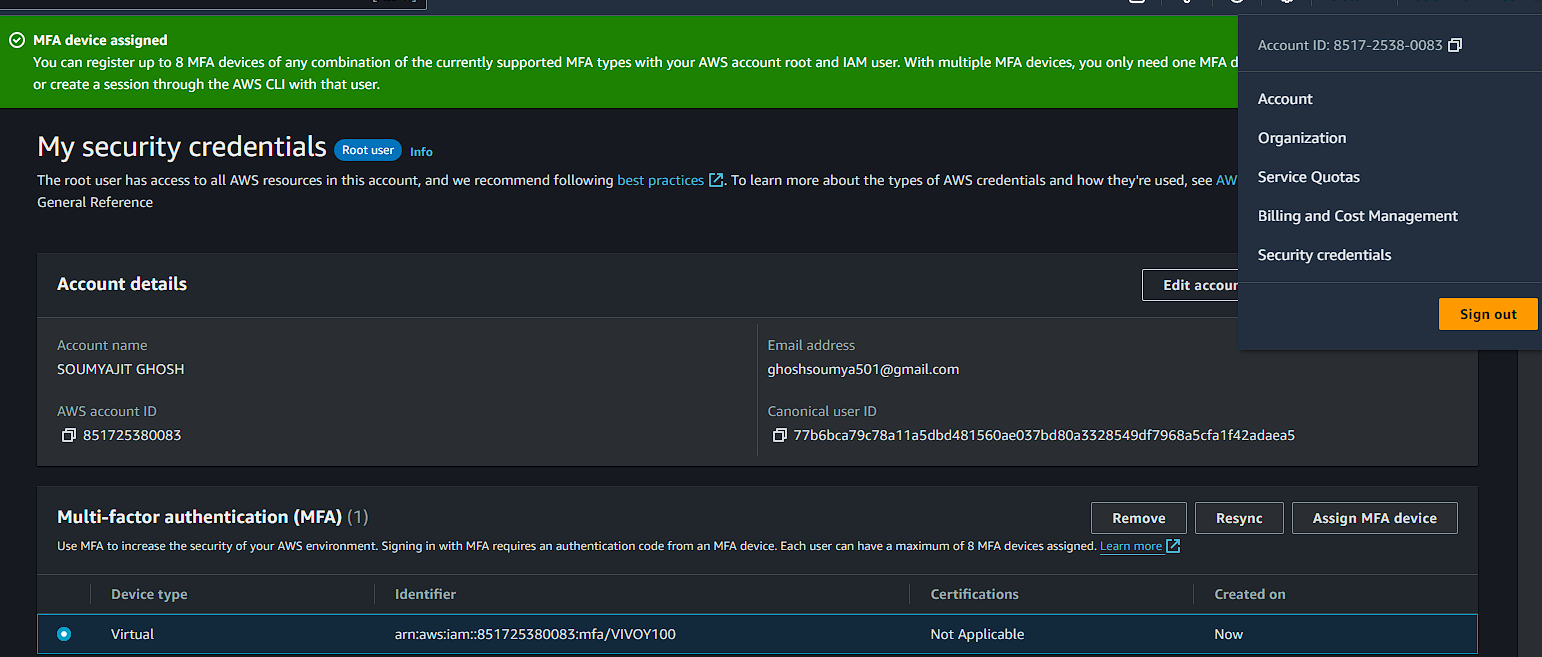 MFA device assigned
You can register up to 8 MFA devices of any combination of the currently supported MFA types with your AWS account root and IAM user. With multiple MFA devices, you only need one MFA d
or create a session through the AWS CLI with that user.
Account ID: 8517-2538-0083
Account
Organization
Service Quotas
Billing and Cost Management
Security credentials
Sign out
My security credentials Root user Info
The root user has access to all AWS resources in this account, and we recommend following best practices. To learn more about the types of AWS credentials and how they're used, see AW
General Reference
Account details
Edit accour
Account name
SOUMYAJIT GHOSH
Email address
ghoshsoumya501@gmail.com
AWS account ID
851725380083
Canonical user ID
77b6bca79c78a11a5dbd481560ae037bd80a3328549df7968a5cfa1f42adaea5
Multi-factor authentication (MFA) (1)
Remove Resync Assign MFA device
Use MFA to increase the security of your AWS environment. Signing in with MFA requires an authentication code from an MFA device. Each user can have a maximum of 8 MFA devices assigned. Learn more
Device type Identifier Certifications Created on
Virtual arn:aws:iam::851725380083:mfa/VIVOY100 Not Applicable Now